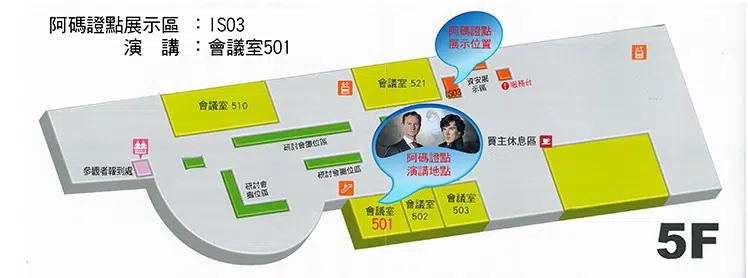 阿碼證點展示區 ：IS03
演　講 ：會議室501
阿碼證點
展示位置
會議室 521
會議室 510
IS03
資安展
示區
服務台
研討會攤位區
阿碼證點
演講地點
買主休息區
參觀者報到處
研討會
攤位區
研討會攤位區
會議室
501
會議室
502
會議室
503
5F